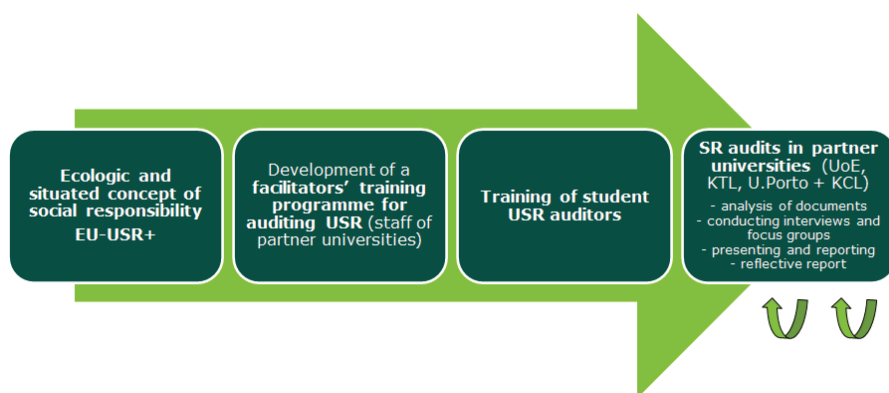 Ecologic and
situated concept of
social responsibility
EU-USR+
Development of a
facilitators' training
programme for
auditing USR (staff of
partner universities)
Training of student
USR auditors
SR audits in partner
universities (UoE,
KTL, U.Porto + KCL)
- analysis of documents
- conducting interviews and
focus groups
- presenting and reporting
- reflective report